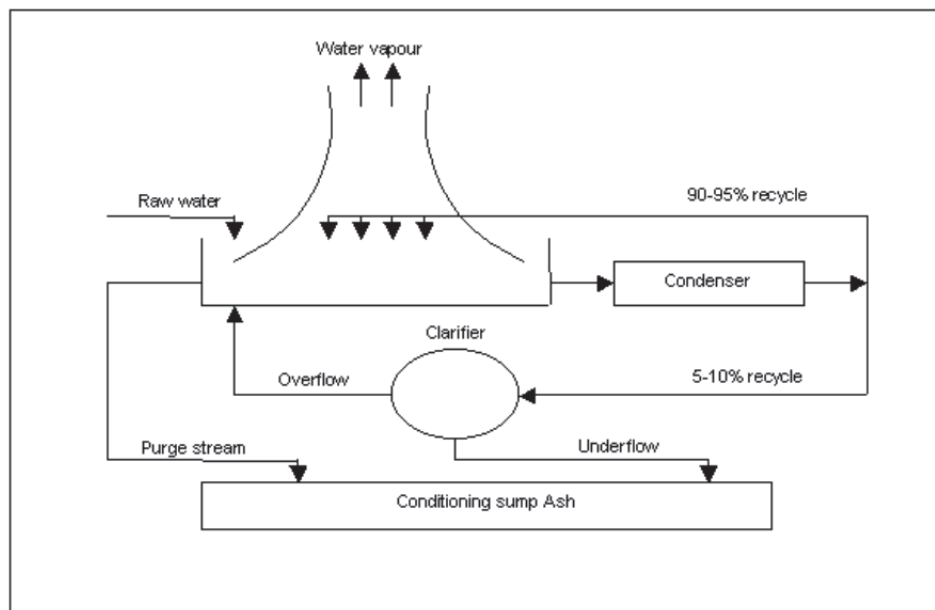 Water vapour
Raw water
90-95% recycle
Condenser
Clarifier
Overflow
5-10% recycle
Purge stream
Underflow
Conditioning sump Ash